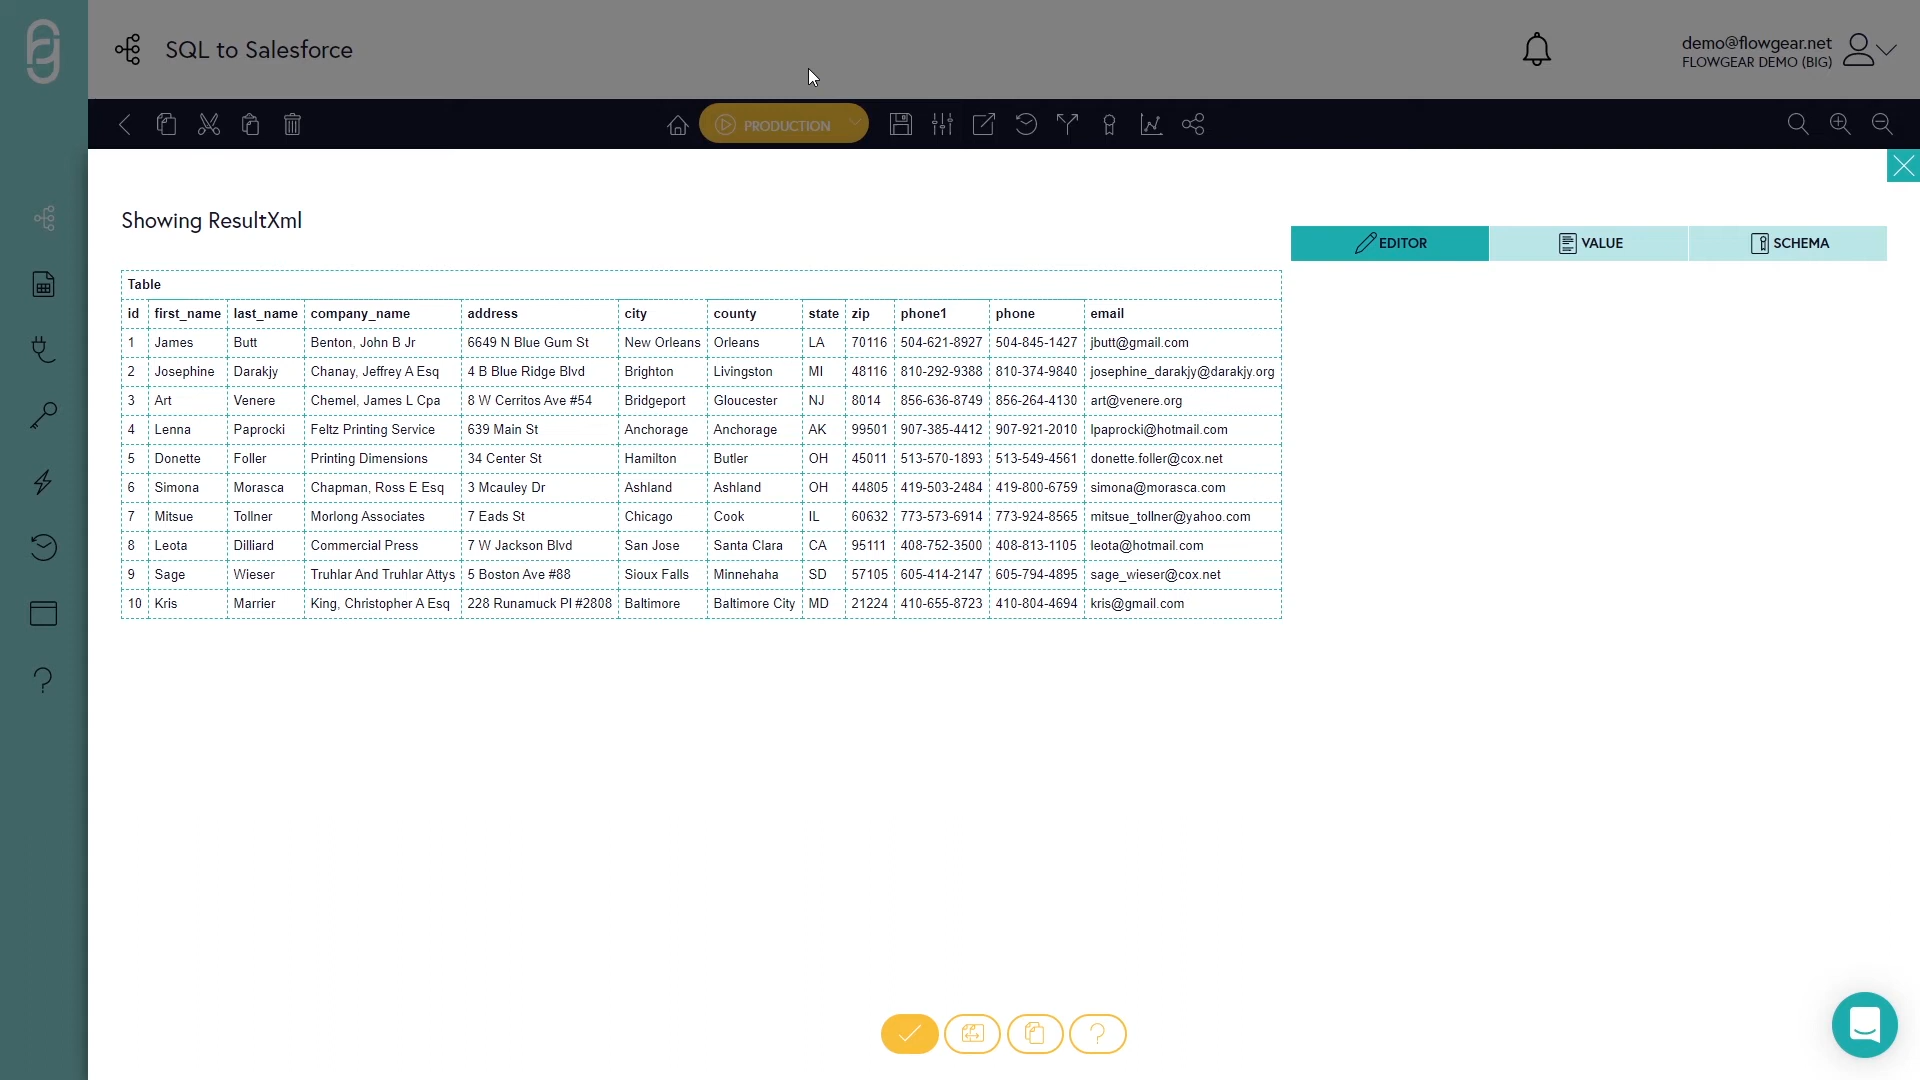 SQL to Salesforce
demo@flowgear.net
FLOWGEAR DEMO (BIG)
PRODUCTION
Showing ResultXml
EDITOR VALUE SCHEMA
Table
id first_name last_name company_name address city county state zip phone1 phone email
1 James Butt Benton, John B Jr 6649 N Blue Gum St New Orleans Orleans LA 70116 504-621-8927 504-845-1427 jbutt@gmail.com
2 Josephine Darakjy Chanay, Jeffrey A Esq 4 B Blue Ridge Blvd Brighton Livingston MI 48116 810-292-9388 810-374-9840 josephine_darakjy@darakjy.org
3 Art Venere Chemel, James L Cpa 8 W Cerritos Ave #54 Bridgeport Gloucester NJ 8014 856-636-8749 856-264-4130 art@venere.org
4 Lenna Paprocki Feltz Printing Service 639 Main St Anchorage Anchorage AK 99501 907-385-4412 907-921-2010 lpaprocki@hotmail.com
5 Donette Foller Printing Dimensions 34 Center St Hamilton Butler OH 45011 513-570-1893 513-549-4561 donette.foller@cox.net
6 Simona Morasca Chapman, Ross E Esq 3 Mcauley Dr Ashland Ashland OH 44805 419-503-2484 419-800-6759 simona@morasca.com
7 Mitsue Tollner Morlong Associates 7 Eads St Chicago Cook IL 60632 773-573-6914 773-924-8565 mitsue_tollner@yahoo.com
8 Leota Dilliard Commercial Press 7 W Jackson Blvd San Jose Santa Clara CA 95111 408-752-3500 408-813-1105 leota@hotmail.com
9 Sage Wieser Truhlar And Truhlar Attys 5 Boston Ave #88 Sioux Falls Minnehaha SD 57105 605-414-2147 605-794-4895 sage_wieser@cox.net
10 Kris Marrier King, Christopher A Esq 228 Runamuck Pl #2808 Baltimore Baltimore City MD 21224 410-655-8723 410-804-4694 kris@gmail.com